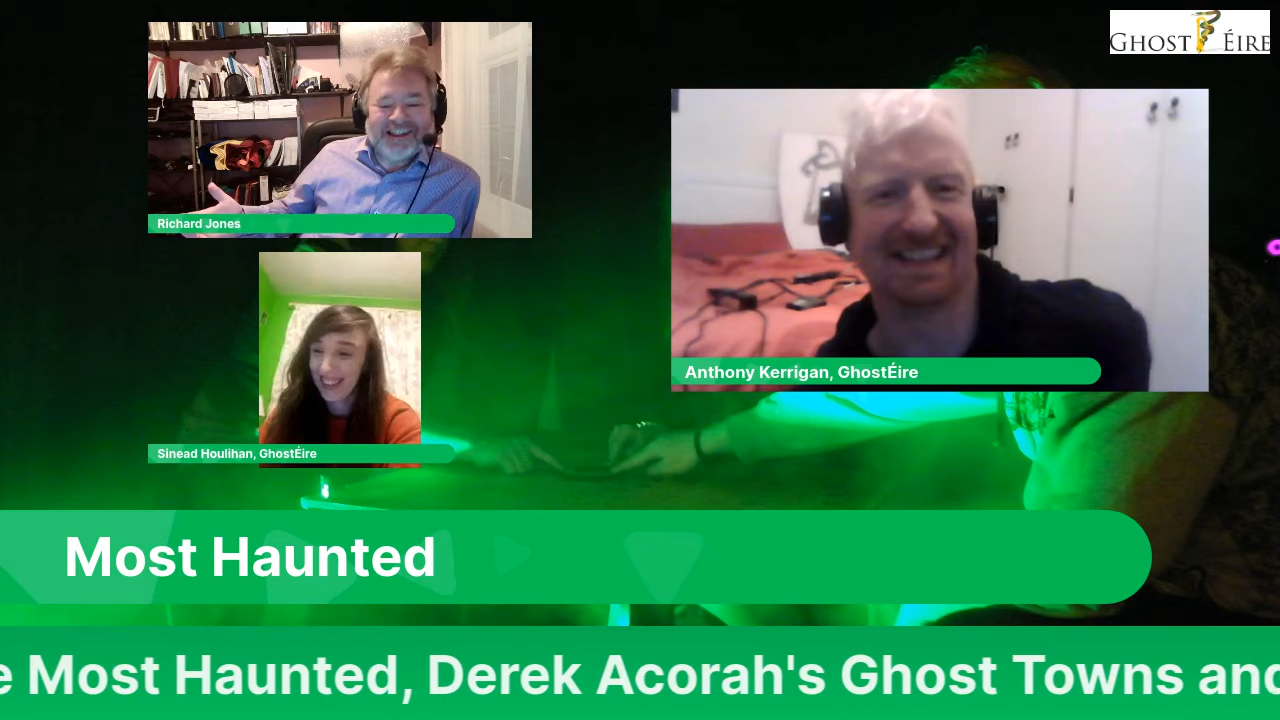 GHOST ÉIRE
Richard Jones
Anthony Kerrigan, GhostÉire
Sinead Houlihan, GhostÉire
Most Haunted
e Most Haunted, Derek Acorah's Ghost Towns and